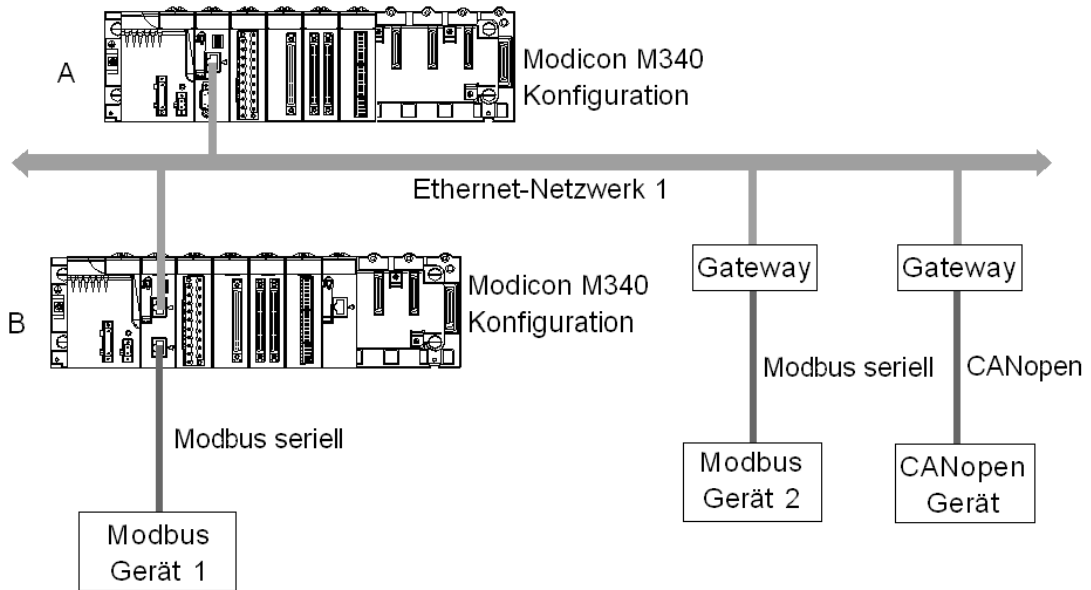 A
Modicon M340
Konfiguration
Ethernet-Netzwerk 1
B
Modicon M340
Konfiguration
Gateway
Gateway
Modbus seriell
CANopen
Modbus seriell
Modbus
Gerät 2
CANopen
Gerät
Modbus
Gerät 1